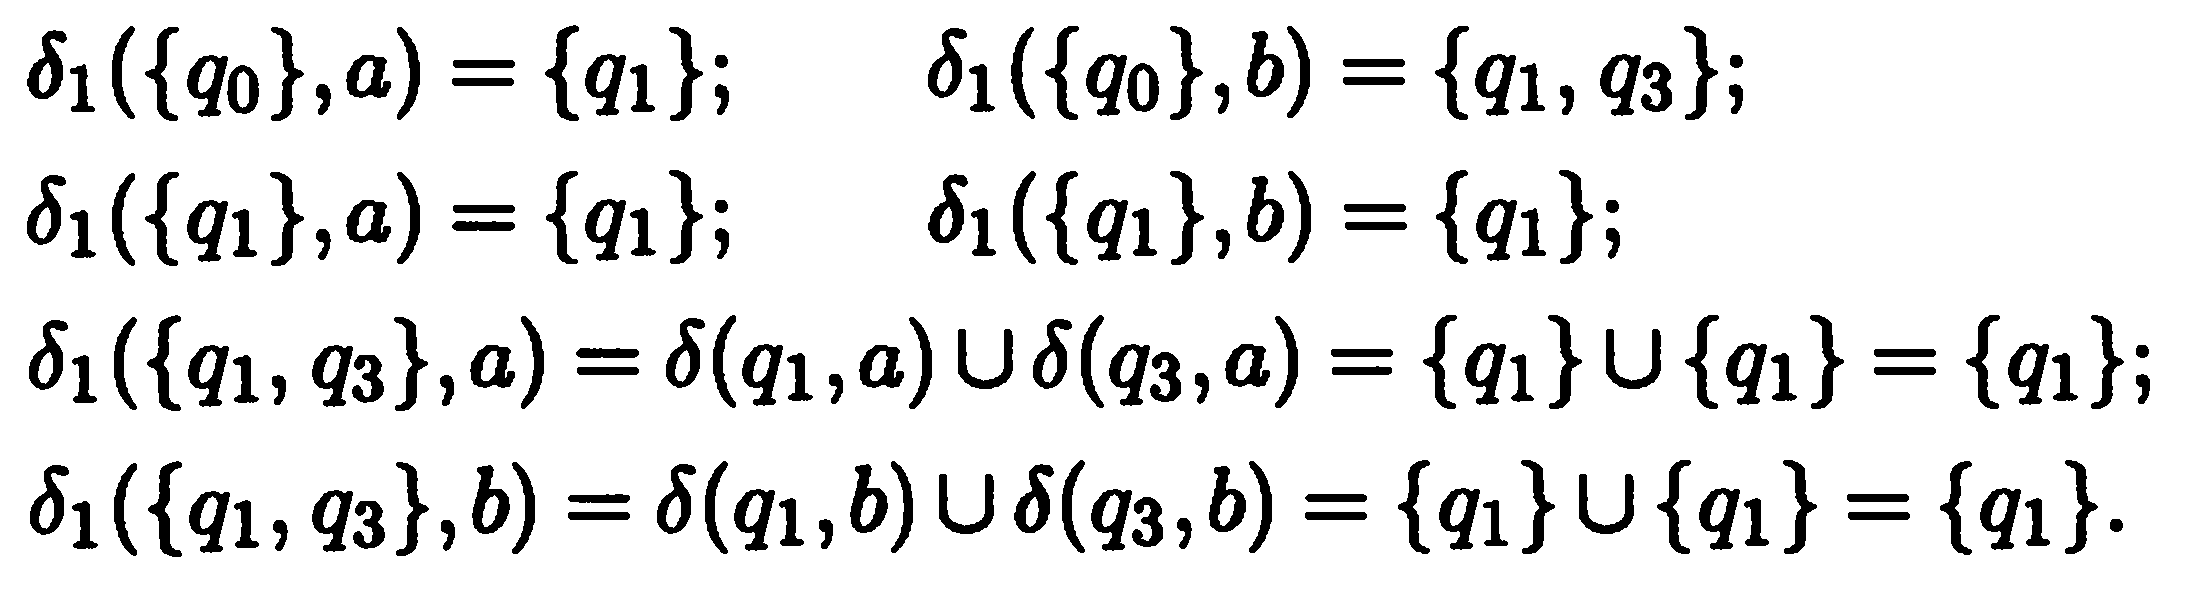 δ₁({q₀}, a) = {q₁}; δ₁({q₀}, b) = {q₁, q₃};
δ₁({q₁}, a) = {q₁}; δ₁({q₁}, b) = {q₁};
δ₁({q₁, q₃}, a) = δ(q₁, a) ∪ δ(q₃, a) = {q₁} ∪ {q₁} = {q₁};
δ₁({q₁, q₃}, b) = δ(q₁, b) ∪ δ(q₃, b) = {q₁} ∪ {q₁} = {q₁}.